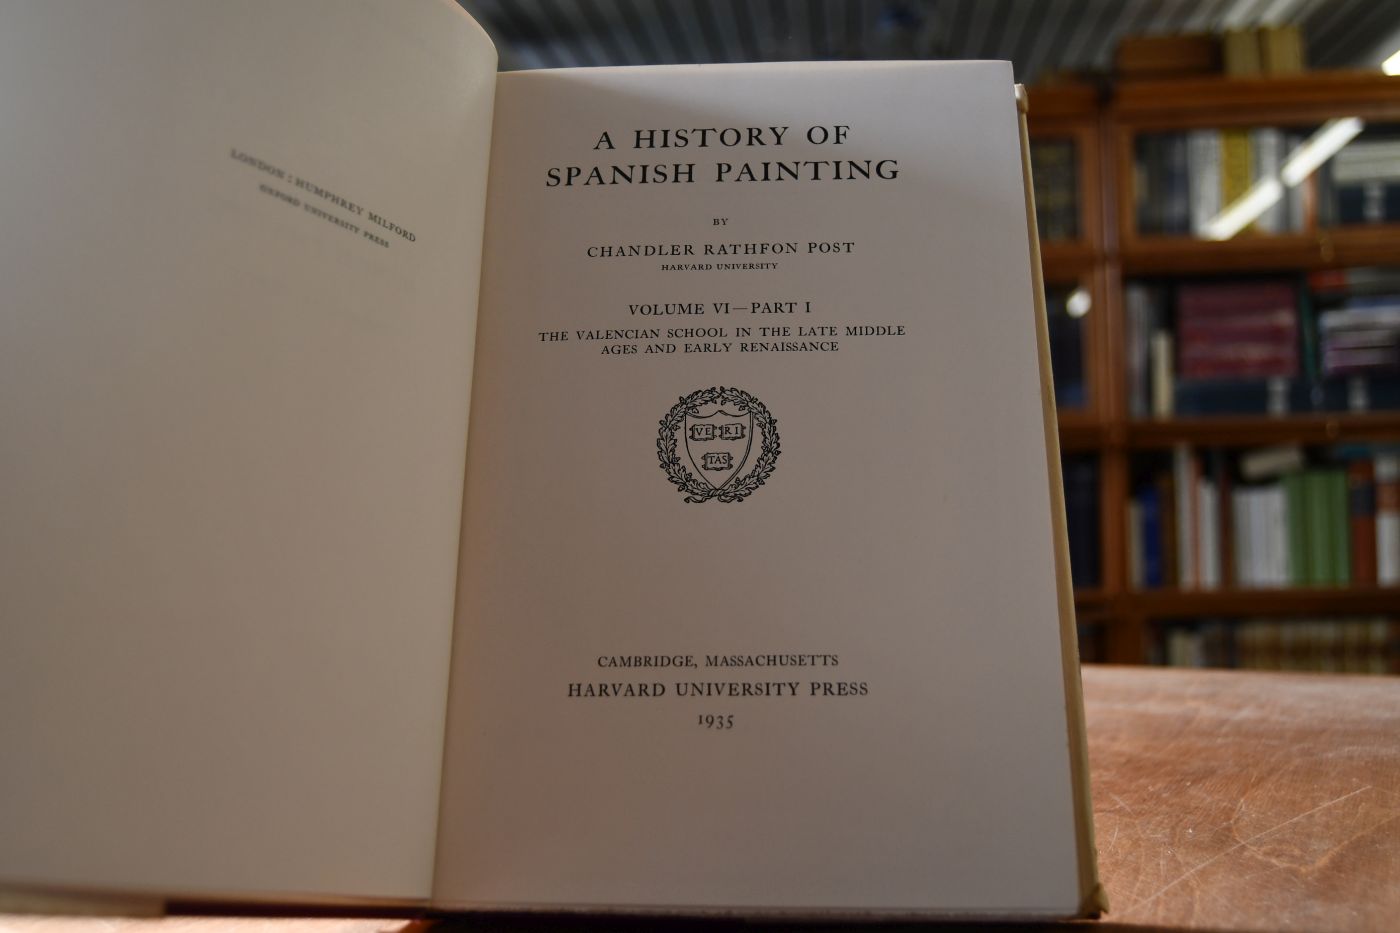 LONDON : HUMPHREY MILFORD
OXFORD UNIVERSITY PRESS
A HISTORY OF
SPANISH PAINTING
BY
CHANDLER RATHFON POST
HARVARD UNIVERSITY
VOLUME VI—PART I
THE VALENCIAN SCHOOL IN THE LATE MIDDLE
AGES AND EARLY RENAISSANCE
VE RI
TAS
CAMBRIDGE, MASSACHUSETTS
HARVARD UNIVERSITY PRESS
1935